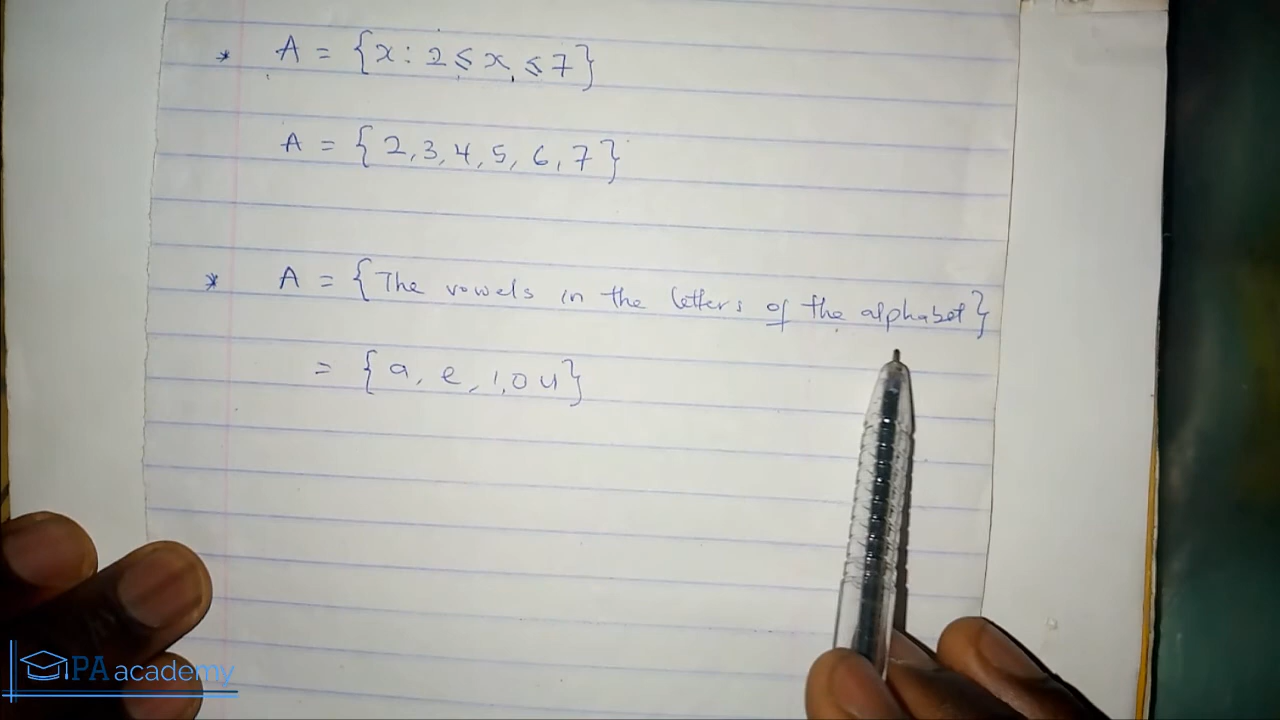 * A = {x : 2 ≤ x ≤ 7}
A = {2, 3, 4, 5, 6, 7}
* A = {The vowels in the letters of the alphabet}
= {a, e, i, o u}
PA academy